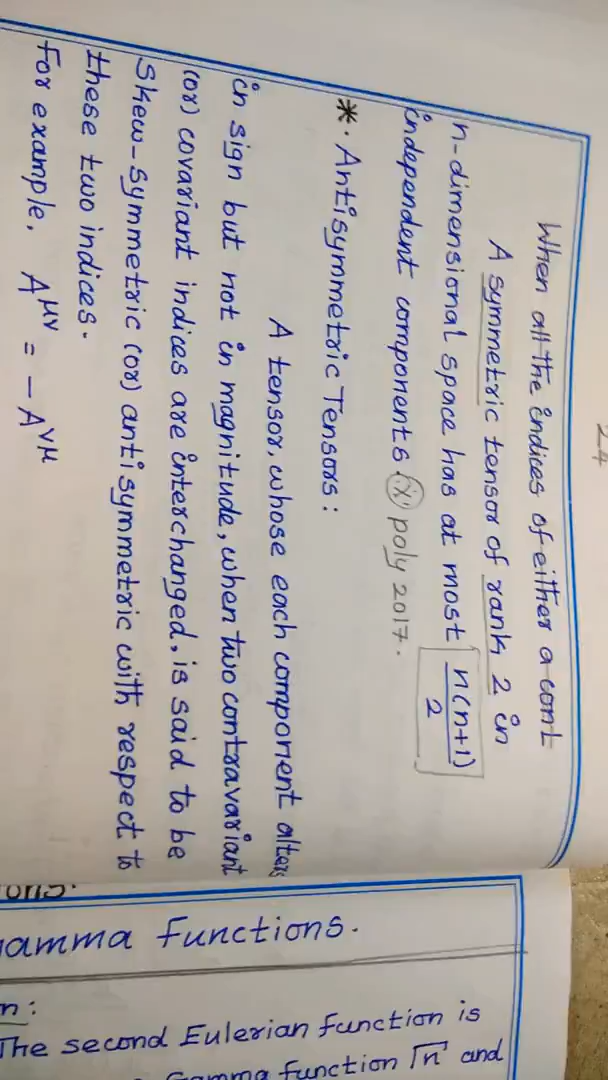 24
When all the indices of either a cont
A symmetric tensor of rank 2 in
n-dimensional space has at most n(n+1)/2
independent components. poly 2017.
*. Antisymmetric Tensors:
A tensor, whose each component alters
in sign but not in magnitude, when two contravariant
(or) covariant indices are interchanged, is said to be
Skew-symmetric (or) antisymmetric with respect to
these two indices.
For example, A^μν = - A^νμ
amma Functions.
n:
The second Eulerian function is
Gamma function √n and